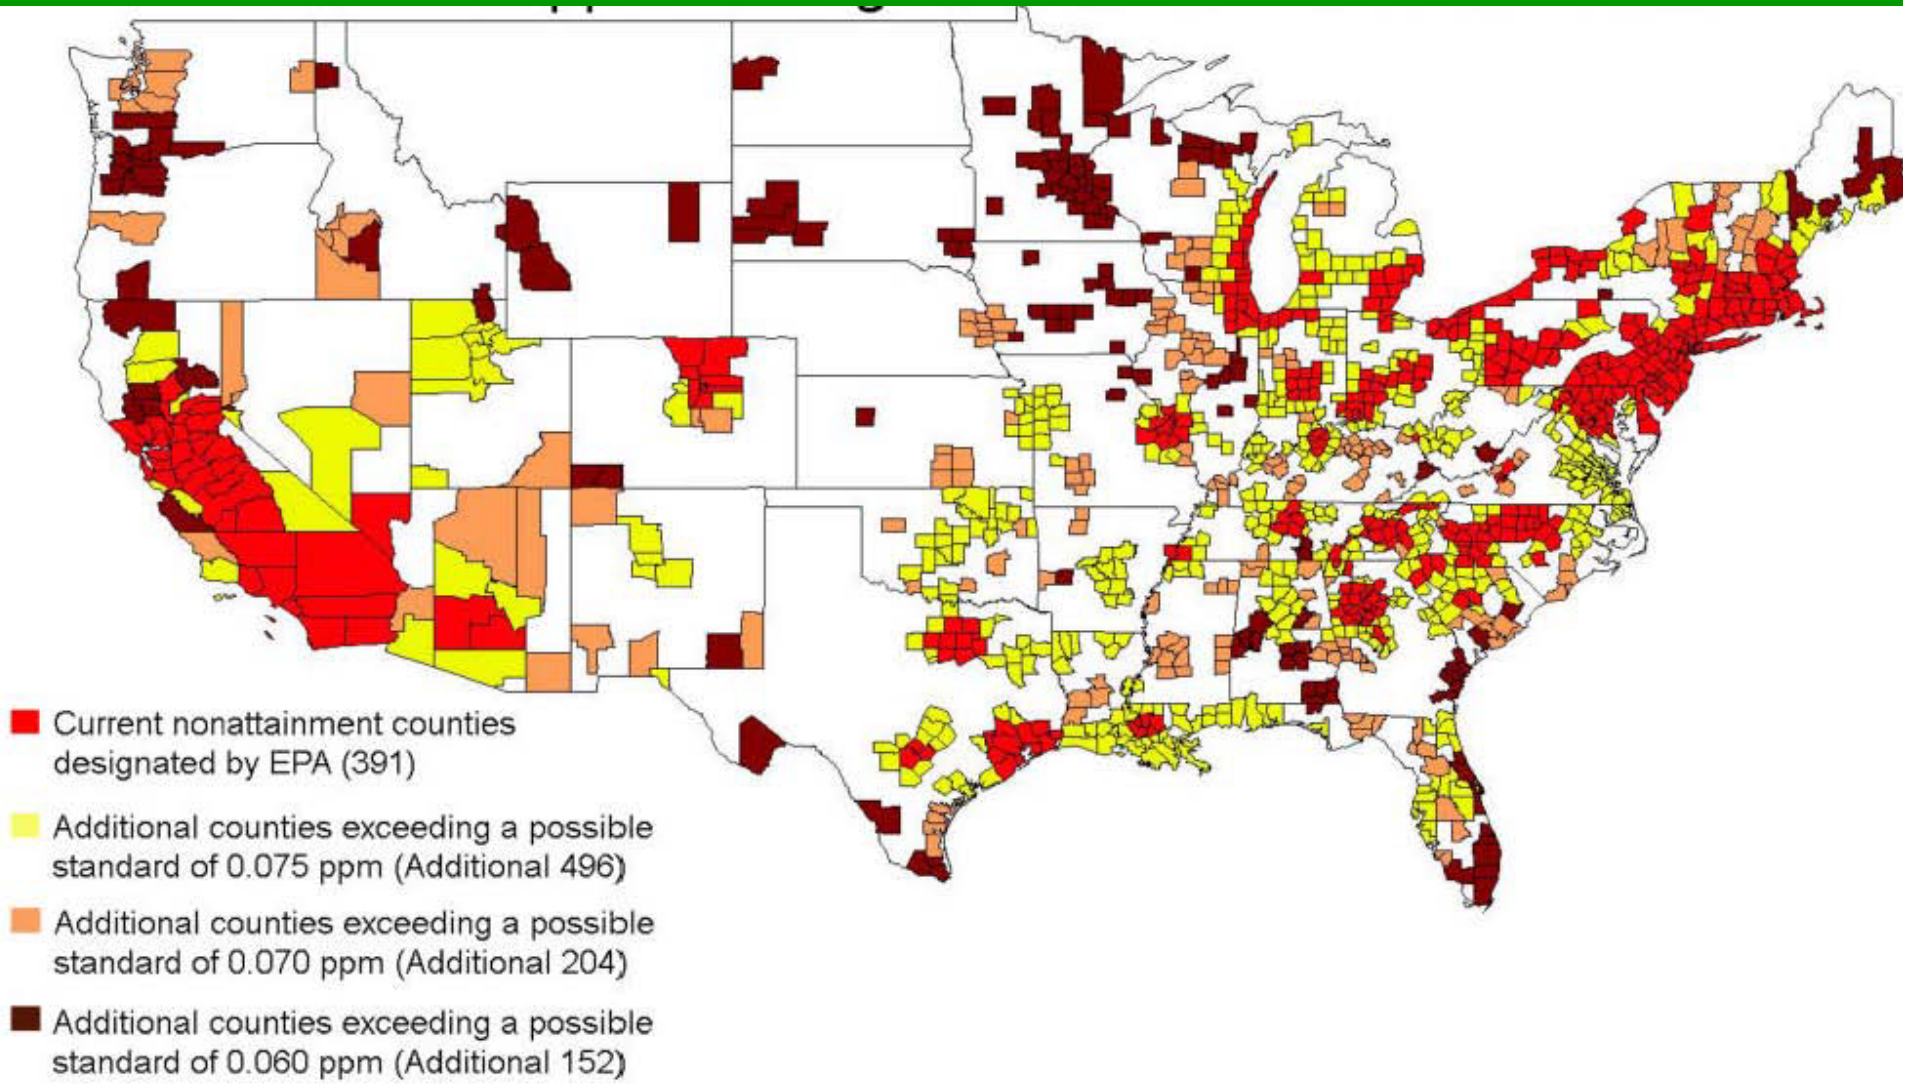 Current nonattainment counties
designated by EPA (391)
Additional counties exceeding a possible
standard of 0.075 ppm (Additional 496)
Additional counties exceeding a possible
standard of 0.070 ppm (Additional 204)
Additional counties exceeding a possible
standard of 0.060 ppm (Additional 152)